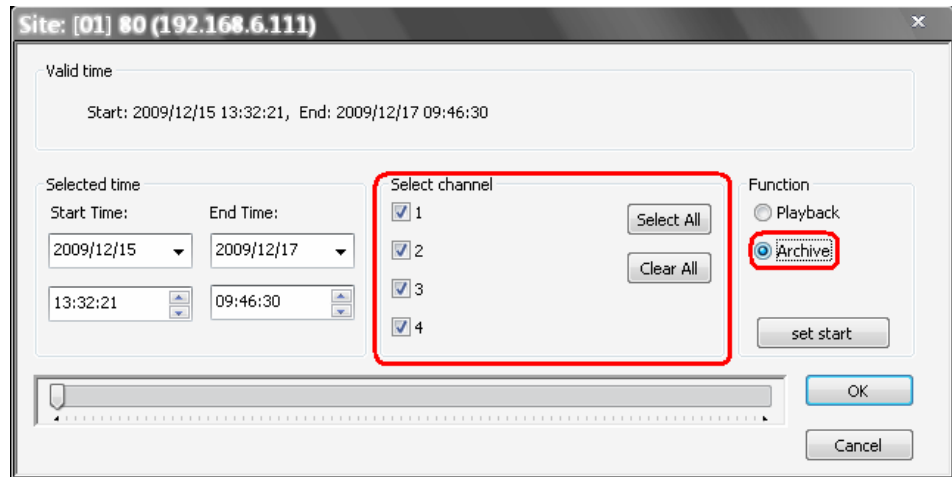 Site: [01] 80 (192.168.6.111)
Valid time
Start: 2009/12/15 13:32:21, End: 2009/12/17 09:46:30
Selected time
Start Time: End Time:
2009/12/15 2009/12/17
13:32:21 09:46:30
Select channel
1
2
3
4
Select All
Clear All
Function
Playback
Archive
set start
OK
Cancel